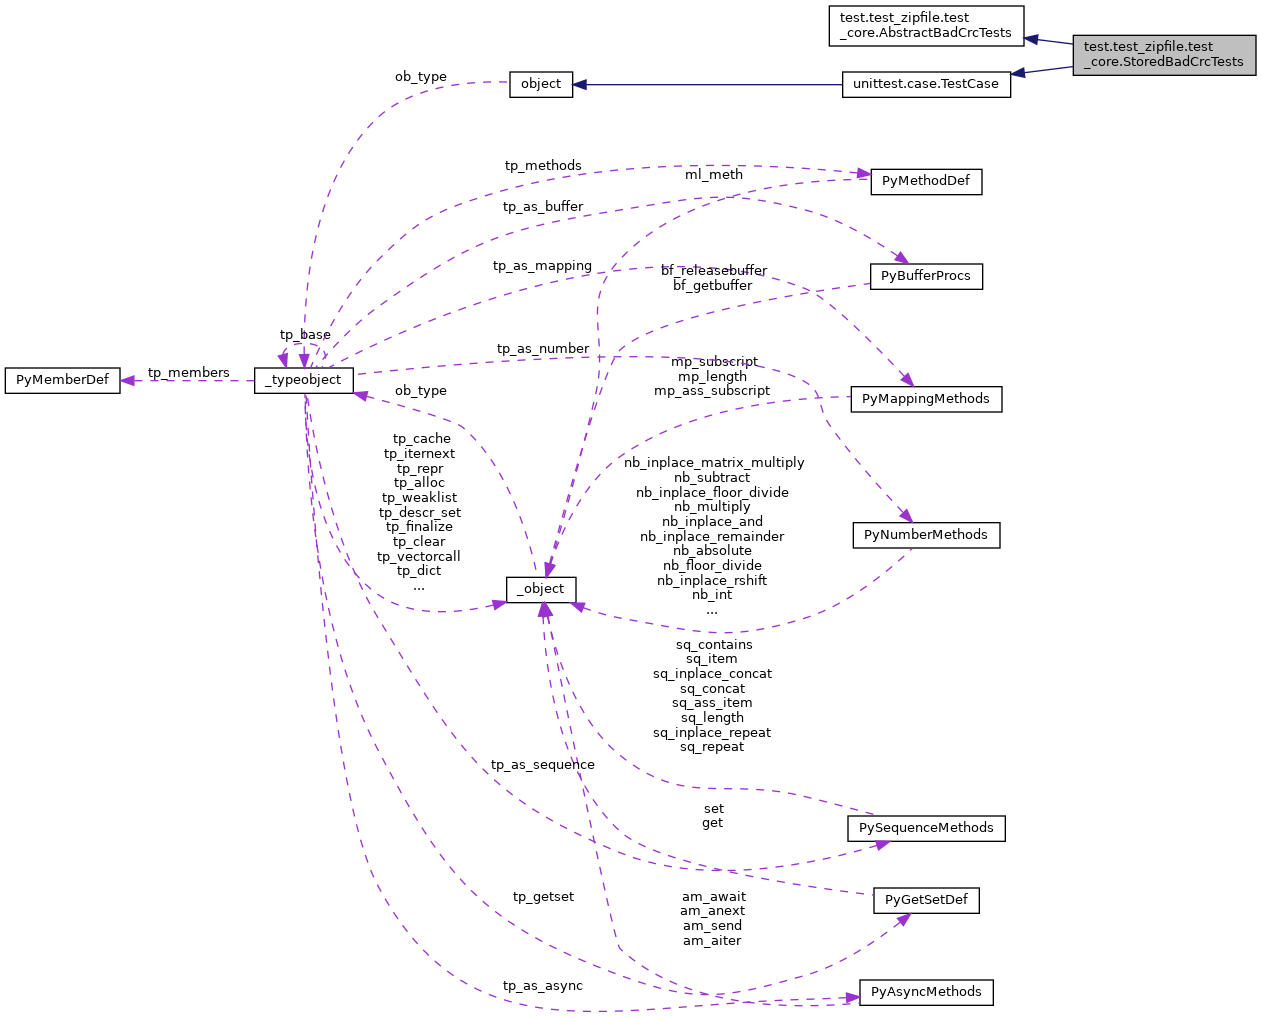 test.test_zipfile.test
_core.AbstractBadCrcTests
test.test_zipfile.test
_core.StoredBadCrcTests
ob_type
object
unittest.case.TestCase
tp_methods
ml_meth
PyMethodDef
tp_as_buffer
tp_as_mapping
bf_releasebuffer
bf_getbuffer
PyBufferProcs
tp_base
tp_as_number
mp_subscript
mp_length
mp_ass_subscript
PyMemberDef
tp_members
_typeobject
ob_type
PyMappingMethods
tp_cache
tp_iternext
tp_repr
tp_alloc
tp_weaklist
tp_descr_set
tp_finalize
tp_clear
tp_vectorcall
tp_dict
...
nb_inplace_matrix_multiply
nb_subtract
nb_inplace_floor_divide
nb_multiply
nb_inplace_and
nb_inplace_remainder
nb_absolute
nb_floor_divide
nb_inplace_rshift
nb_int
...
PyNumberMethods
_object
sq_contains
sq_item
sq_inplace_concat
sq_concat
sq_ass_item
sq_length
sq_inplace_repeat
sq_repeat
tp_as_sequence
set
get
PySequenceMethods
tp_getset
PyGetSetDef
am_await
am_anext
am_send
am_aiter
tp_as_async
PyAsyncMethods